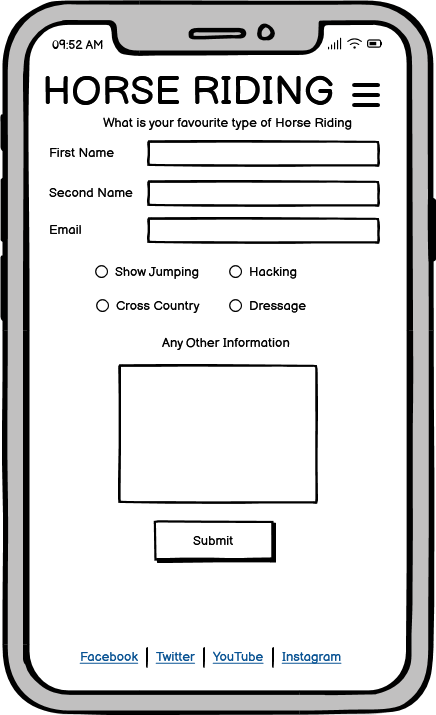 09:52 AM
HORSE RIDING
What is your favourite type of Horse Riding
First Name
Second Name
Email
Show Jumping Hacking
Cross Country Dressage
Any Other Information
Submit
Facebook Twitter YouTube Instagram